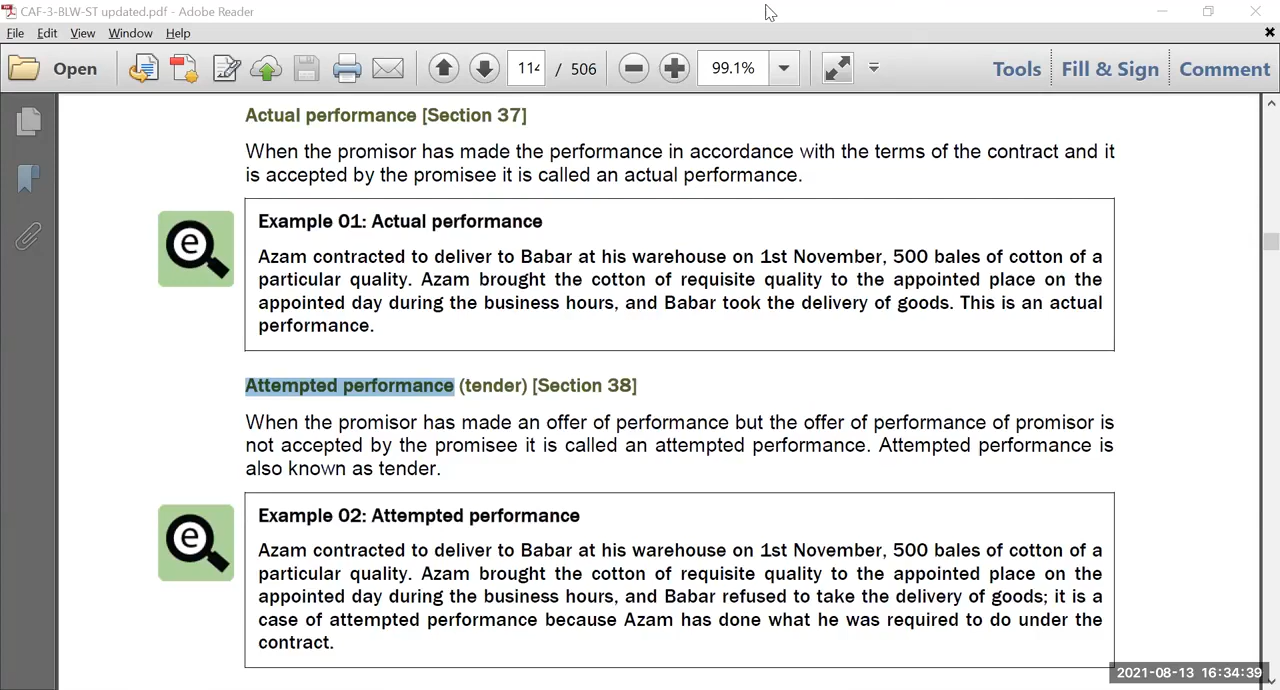 CAF-3-BLW-ST updated.pdf - Adobe Reader
File Edit View Window Help
Open 114 / 506 99.1% Tools Fill & Sign Comment
Actual performance [Section 37]
When the promisor has made the performance in accordance with the terms of the contract and it
is accepted by the promisee it is called an actual performance.
Example 01: Actual performance
Azam contracted to deliver to Babar at his warehouse on 1st November, 500 bales of cotton of a
particular quality. Azam brought the cotton of requisite quality to the appointed place on the
appointed day during the business hours, and Babar took the delivery of goods. This is an actual
performance.
Attempted performance (tender) [Section 38]
When the promisor has made an offer of performance but the offer of performance of promisor is
not accepted by the promisee it is called an attempted performance. Attempted performance is
also known as tender.
Example 02: Attempted performance
Azam contracted to deliver to Babar at his warehouse on 1st November, 500 bales of cotton of a
particular quality. Azam brought the cotton of requisite quality to the appointed place on the
appointed day during the business hours, and Babar refused to take the delivery of goods; it is a
case of attempted performance because Azam has done what he was required to do under the
contract.
2021-08-13 16:34:39